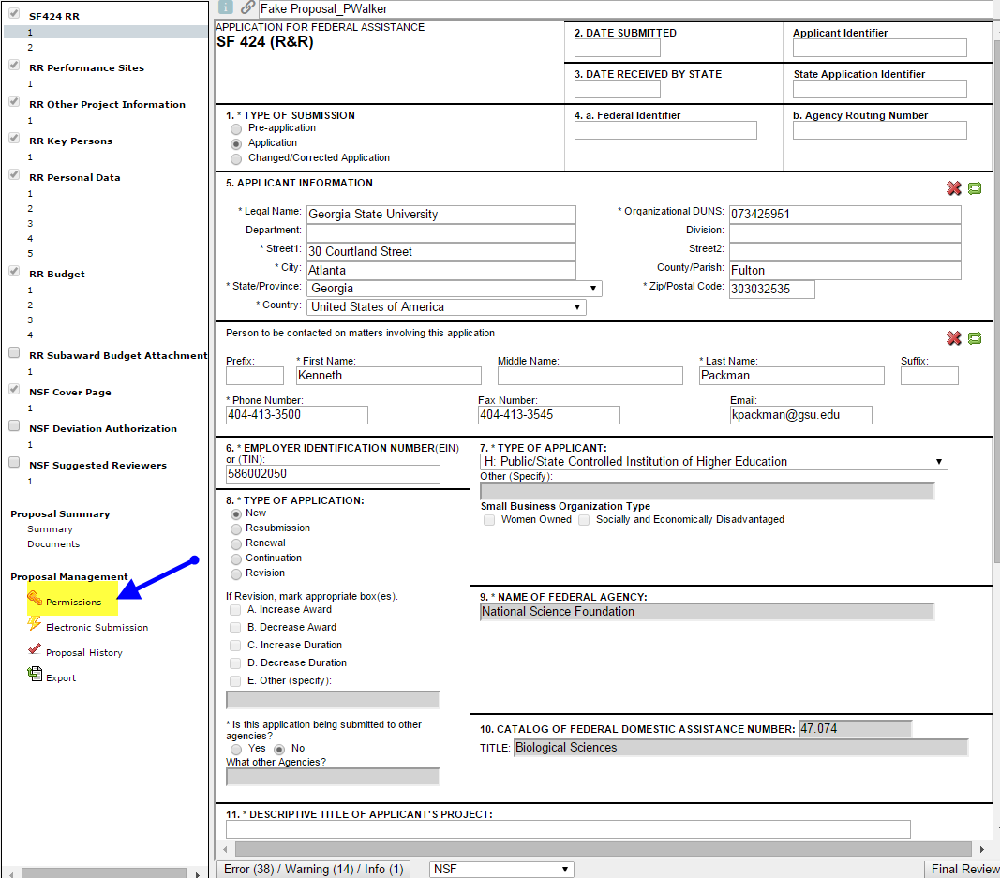 SF424 RR
1
2
RR Performance Sites
1
RR Other Project Information
1
RR Key Persons
1
RR Personal Data
1
2
3
4
5
RR Budget
1
2
3
4
RR Subaward Budget Attachment
1
NSF Cover Page
1
NSF Deviation Authorization
1
NSF Suggested Reviewers
1
Proposal Summary
Summary
Documents
Proposal Management
Permissions
Electronic Submission
Proposal History
Export
Fake Proposal_PWalker
APPLICATION FOR FEDERAL ASSISTANCE
SF 424 (R&R)
2. DATE SUBMITTED
Applicant Identifier
3. DATE RECEIVED BY STATE
State Application Identifier
1. * TYPE OF SUBMISSION
Pre-application
Application
Changed/Corrected Application
4. a. Federal Identifier
b. Agency Routing Number
5. APPLICANT INFORMATION
* Legal Name: Georgia State University
* Organizational DUNS: 073425951
Department:
Division:
* Street1: 30 Courtland Street
Street2:
* City: Atlanta
County/Parish: Fulton
* State/Province: Georgia
* Zip/Postal Code: 303032535
* Country: United States of America
Person to be contacted on matters involving this application
Prefix: * First Name: Middle Name: * Last Name: Suffix:
Kenneth Packman
* Phone Number: Fax Number: Email:
404-413-3500 404-413-3545 kpackman@gsu.edu
6. * EMPLOYER IDENTIFICATION NUMBER(EIN)
or (TIN):
586002050
7. * TYPE OF APPLICANT:
H: Public/State Controlled Institution of Higher Education
Other (Specify):
Small Business Organization Type
Women Owned Socially and Economically Disadvantaged
8. * TYPE OF APPLICATION:
New
Resubmission
Renewal
Continuation
Revision
If Revision, mark appropriate box(es).
A. Increase Award
B. Decrease Award
C. Increase Duration
D. Decrease Duration
E. Other (specify):
* Is this application being submitted to other
agencies?
Yes No
What other Agencies?
9. * NAME OF FEDERAL AGENCY:
National Science Foundation
10. CATALOG OF FEDERAL DOMESTIC ASSISTANCE NUMBER: 47.074
TITLE: Biological Sciences
11. * DESCRIPTIVE TITLE OF APPLICANT'S PROJECT:
Error (38) / Warning (14) / Info (1)
NSF
Final Review